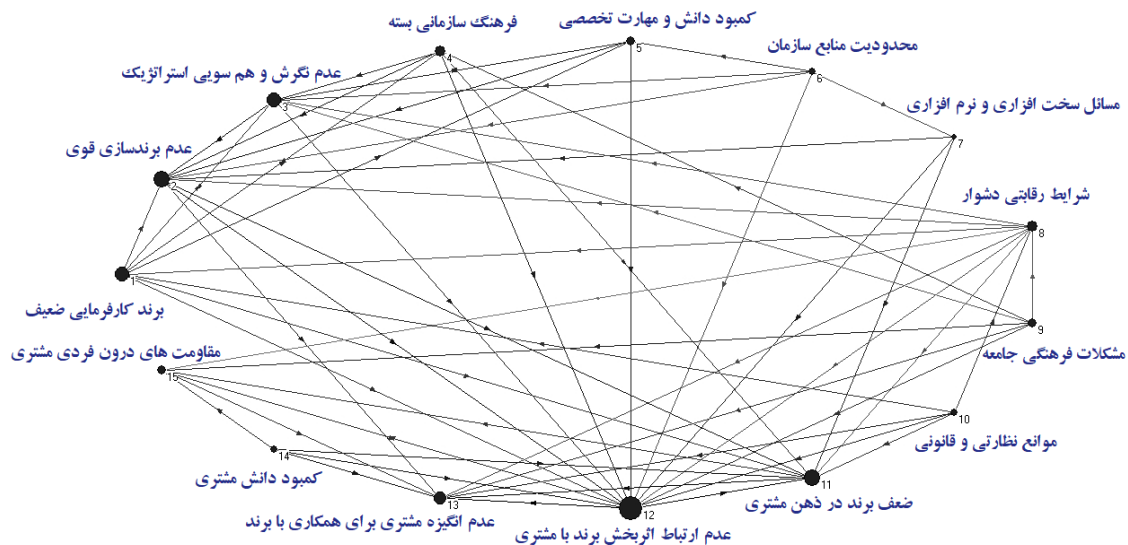 کمبود دانش و مهارت تخصصی
فرهنگ سازمانی بسته
محدودیت منابع سازمان
5
4
عدم نگرش و هم سویی استراتژیک
6
3
مسائل سخت افزاری و نرم افزاری
7
عدم برندسازی قوی
2
شرایط رقابتی دشوار
8
1
برند کارفرمایی ضعیف
9
مشکلات فرهنگی جامعه
مقاومت های درون فردی مشتری
15
10
موانع نظارتی و قانونی
14
کمبود دانش مشتری
11
ضعف برند در ذهن مشتری
13
12
عدم انگیزه مشتری برای همکاری با برند
عدم ارتباط اثربخش برند با مشتری